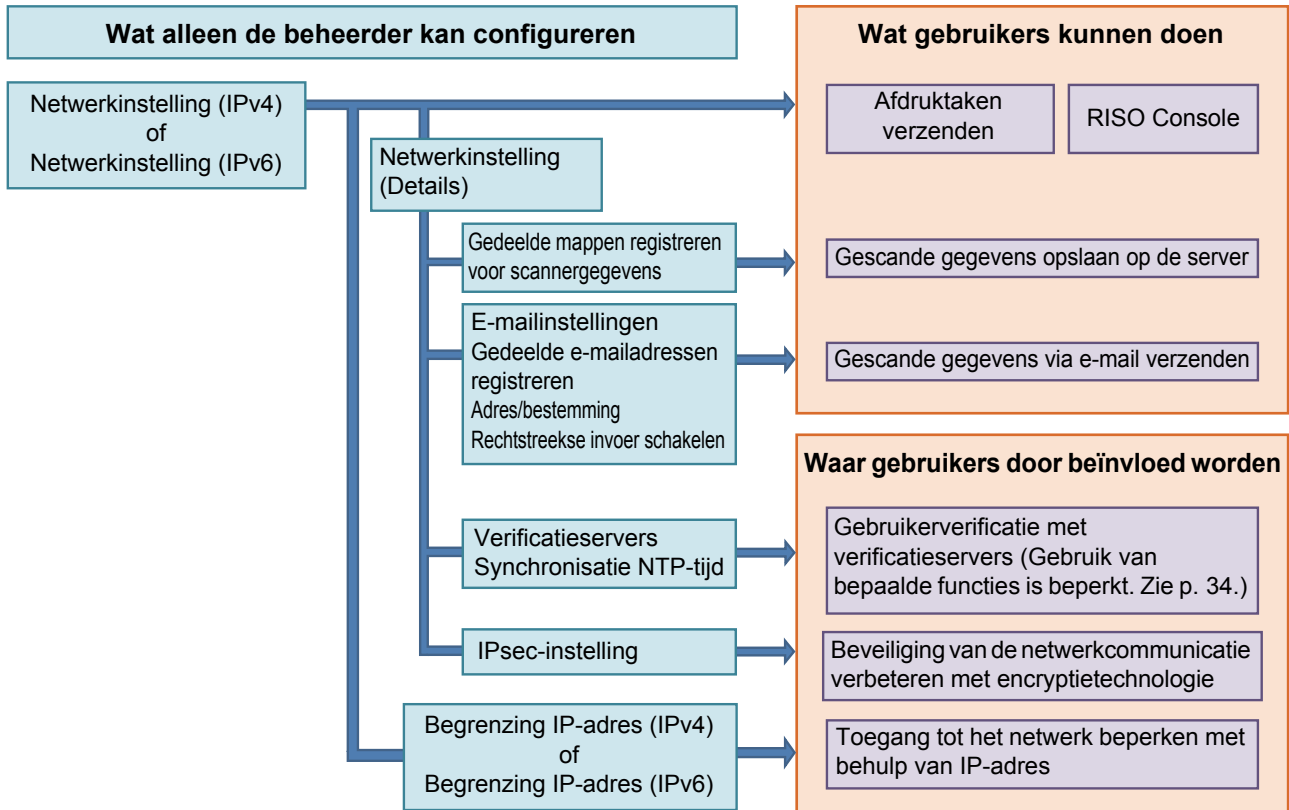 Wat alleen de beheerder kan configureren
Wat gebruikers kunnen doen
Netwerkinstelling (IPv4)
of
Netwerkinstelling (IPv6)
Afdruktaken
verzenden
RISO Console
Netwerkinstelling
(Details)
Gedeelde mappen registreren
voor scannergegevens
Gescande gegevens opslaan op de server
E-mailinstellingen
Gedeelde e-mailadressen
registreren
Adres/bestemming
Rechtstreekse invoer schakelen
Gescande gegevens via e-mail verzenden
Waar gebruikers door beïnvloed worden
Verificatieservers
Synchronisatie NTP-tijd
Gebruikerverificatie met
verificatieservers (Gebruik van
bepaalde functies is beperkt. Zie p. 34.)
IPsec-instelling
Beveiliging van de netwerkcommunicatie
verbeteren met encryptietechnologie
Begrenzing IP-adres (IPv4)
of
Begrenzing IP-adres (IPv6)
Toegang tot het netwerk beperken met
behulp van IP-adres